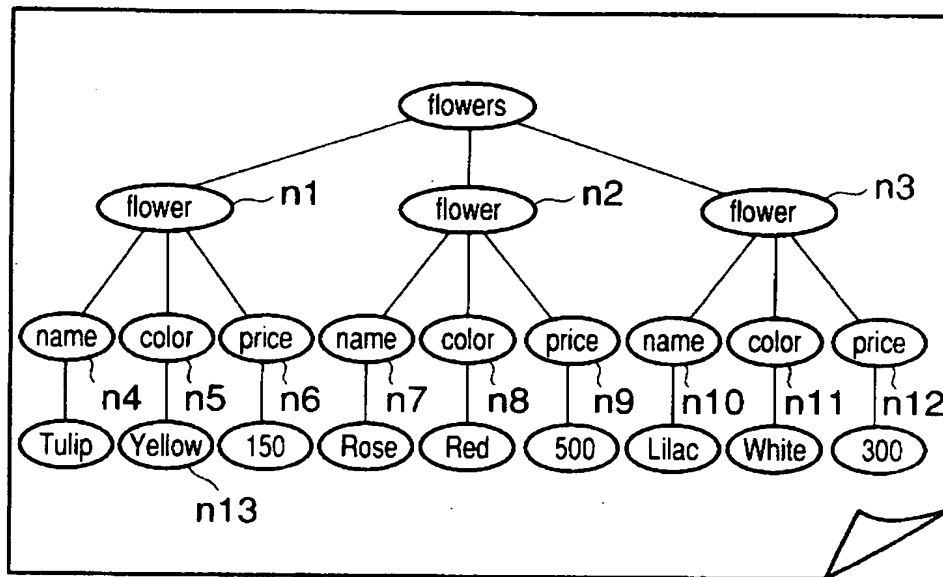 flowers
flower n1 flower n2 flower n3
name color price name color price name color price
n4 n5 n6 n7 n8 n9 n10 n11 n12
Tulip Yellow 150 Rose Red 500 Lilac White 300
n13